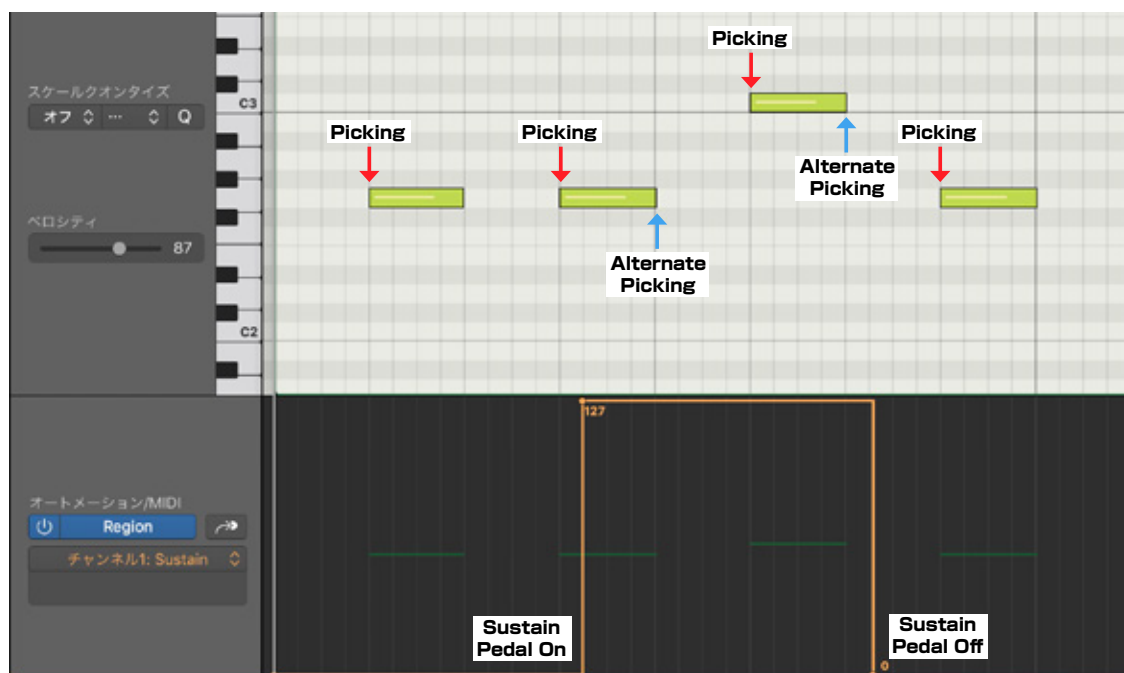 Picking
スケールクオンタイズ
C3
オフ ··· Q
Picking
Picking
Picking
Alternate
Picking
ベロシティ
87
Alternate
Picking
C2
127
オートメーション/MIDI
Region
チャンネル1: Sustain
Sustain
Pedal On
Sustain
Pedal Off
0